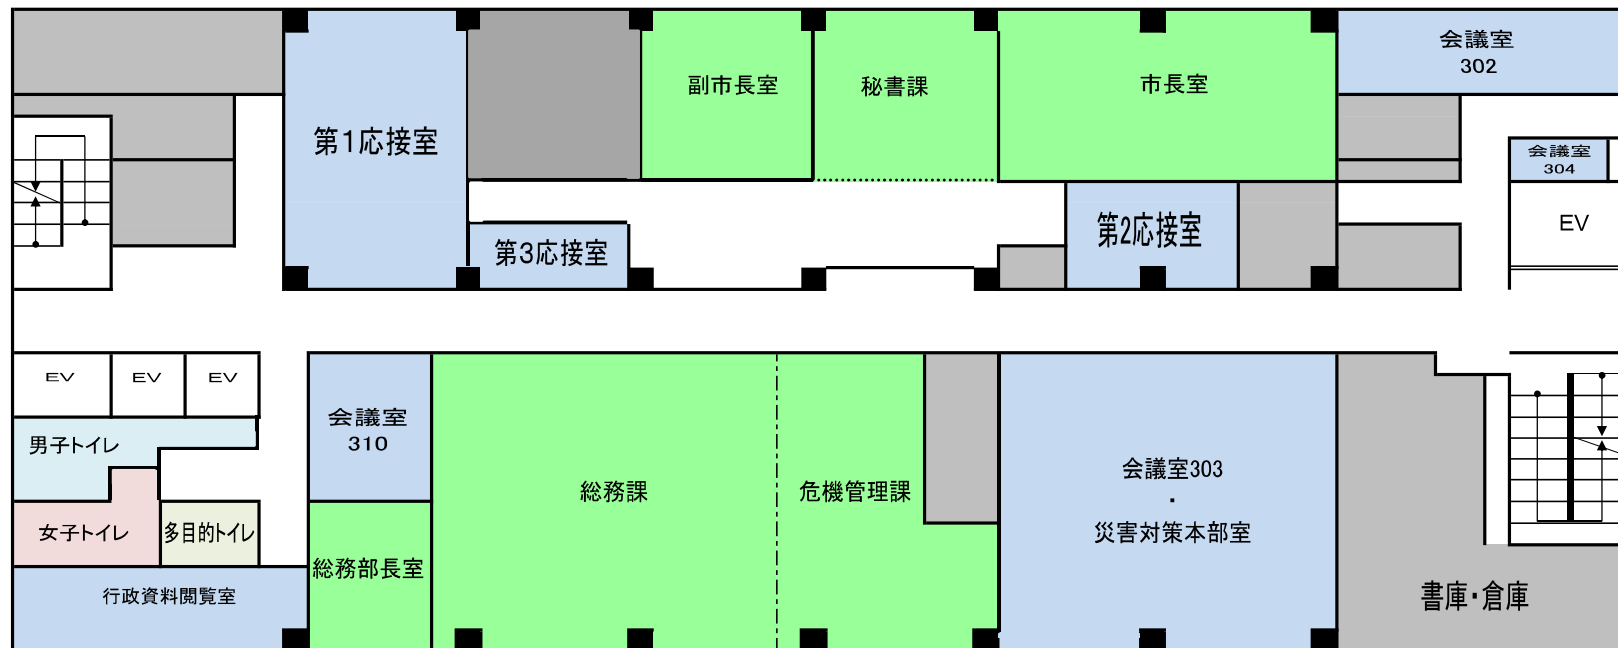 会議室
302
副市長室
秘書課
市長室
第1応接室
会議室
304
第3応接室
第2応接室
EV
EV
EV
EV
会議室
310
男子トイレ
総務課
危機管理課
会議室303
・
災害対策本部室
女子トイレ
多目的トイレ
総務部長室
行政資料閲覧室
書庫・倉庫